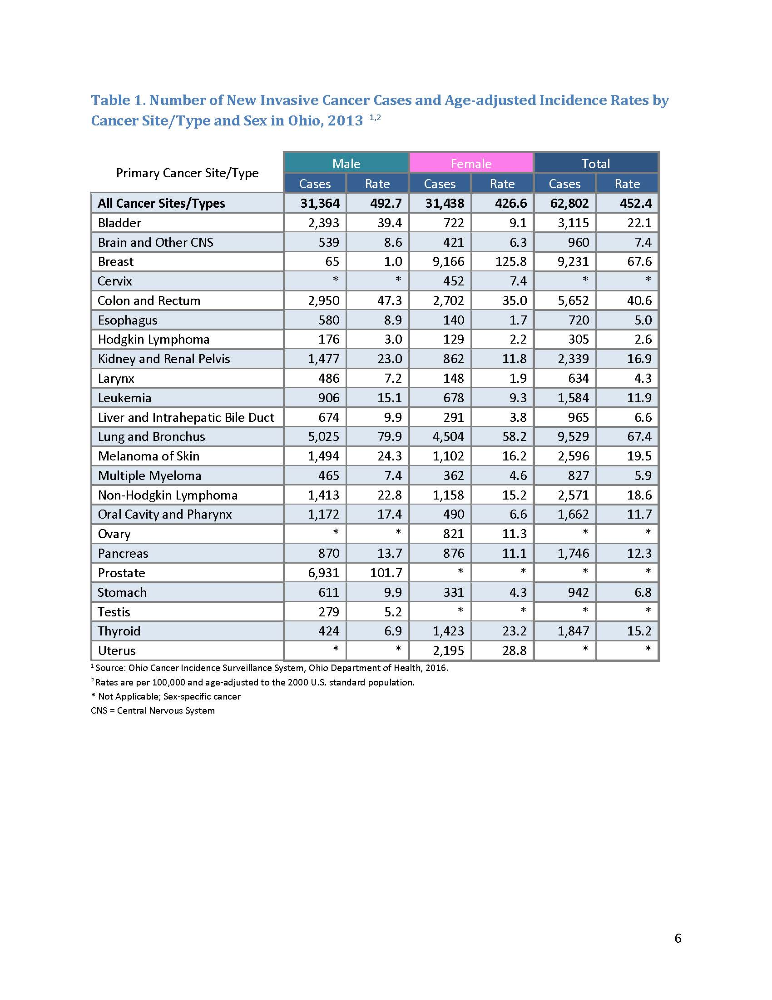 Table 1. Number of New Invasive Cancer Cases and Age-adjusted Incidence Rates by
Cancer Site/Type and Sex in Ohio, 2013 1,2
Primary Cancer Site/Type Male Female Total
Cases Rate Cases Rate Cases Rate
All Cancer Sites/Types 31,364 492.7 31,438 426.6 62,802 452.4
Bladder 2,393 39.4 722 9.1 3,115 22.1
Brain and Other CNS 539 8.6 421 6.3 960 7.4
Breast 65 1.0 9,166 125.8 9,231 67.6
Cervix * * 452 7.4 * *
Colon and Rectum 2,950 47.3 2,702 35.0 5,652 40.6
Esophagus 580 8.9 140 1.7 720 5.0
Hodgkin Lymphoma 176 3.0 129 2.2 305 2.6
Kidney and Renal Pelvis 1,477 23.0 862 11.8 2,339 16.9
Larynx 486 7.2 148 1.9 634 4.3
Leukemia 906 15.1 678 9.3 1,584 11.9
Liver and Intrahepatic Bile Duct 674 9.9 291 3.8 965 6.6
Lung and Bronchus 5,025 79.9 4,504 58.2 9,529 67.4
Melanoma of Skin 1,494 24.3 1,102 16.2 2,596 19.5
Multiple Myeloma 465 7.4 362 4.6 827 5.9
Non-Hodgkin Lymphoma 1,413 22.8 1,158 15.2 2,571 18.6
Oral Cavity and Pharynx 1,172 17.4 490 6.6 1,662 11.7
Ovary * * 821 11.3 * *
Pancreas 870 13.7 876 11.1 1,746 12.3
Prostate 6,931 101.7 * * * *
Stomach 611 9.9 331 4.3 942 6.8
Testis 279 5.2 * * * *
Thyroid 424 6.9 1,423 23.2 1,847 15.2
Uterus * * 2,195 28.8 * *
1 Source: Ohio Cancer Incidence Surveillance System, Ohio Department of Health, 2016.
2 Rates are per 100,000 and age-adjusted to the 2000 U.S. standard population.
* Not Applicable; Sex-specific cancer
CNS = Central Nervous System
6